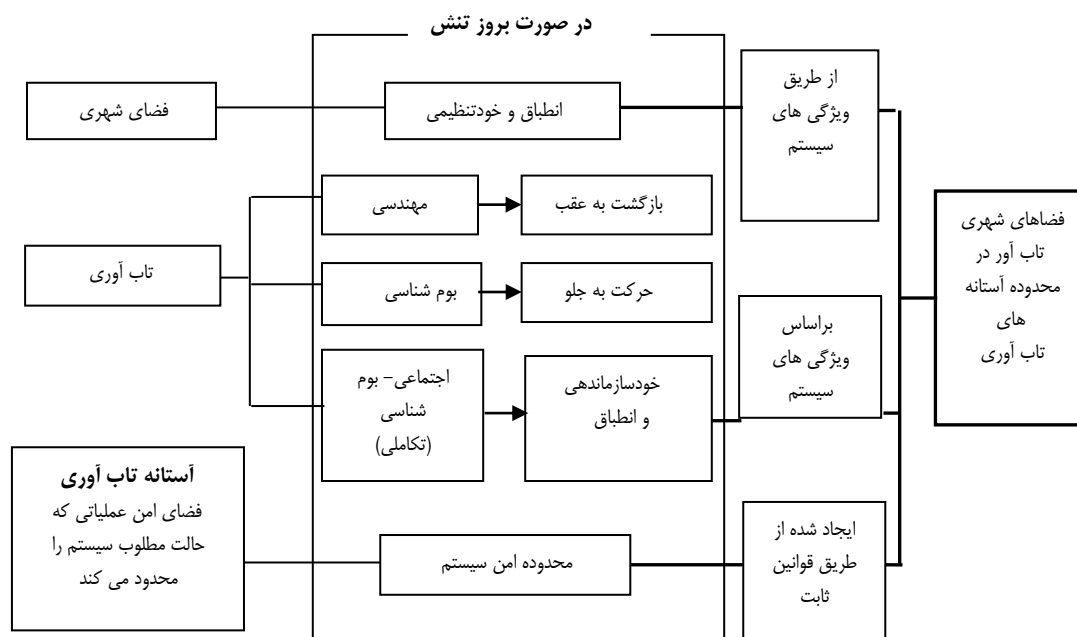 در صورت بروز تنش
فضای شهری
انطباق و خودتنظیمی
از طریق
ویژگی های
سیستم
تاب آوری
مهندسی
بازگشت به عقب
بوم شناسی
حرکت به جلو
اجتماعی– بوم
شناسی
(تکاملی)
خودسازماندهی
و انطباق
براساس
ویژگی های
سیستم
آستانه تاب آوری
فضای امن عملیاتی که
حالت مطلوب سیستم را
محدود می کند
محدوده امن سیستم
ایجاد شده از
طریق قوانین
ثابت
فضاهای شهری
تاب آور در
محدوده آستانه
های
تاب آوری